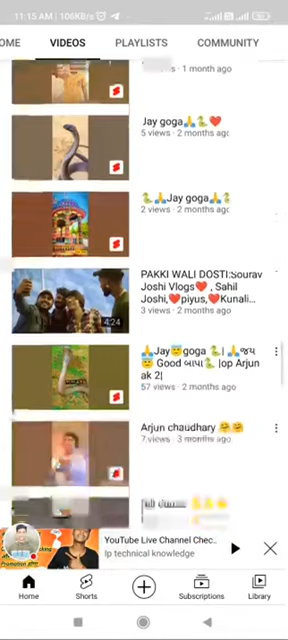 11:15 AM | 106KB/s
OME VIDEOS PLAYLISTS COMMUNITY
1 month ago
Jay goga🙏🐍❤️
5 views · 2 months ago
🐍🙏Jay goga🙏🐍
2 views · 2 months ago
PAKKI WALI DOSTI:Sourav
Joshi Vlogs❤️ , Sahil
Joshi,❤️piyus,❤️Kunali...
4:24
3 views · 2 months ago
🙏Jay😇goga 🐍| 🙏જય
😇 Good બાપા🐍 |op Arjun
ak 2|
57 views · 2 months ago
Arjun chaudhary 🤗🤗
7 views · 3 months ago
YouTube Live Channel Chec..
Ip technical knowledge
Home Shorts Subscriptions Library